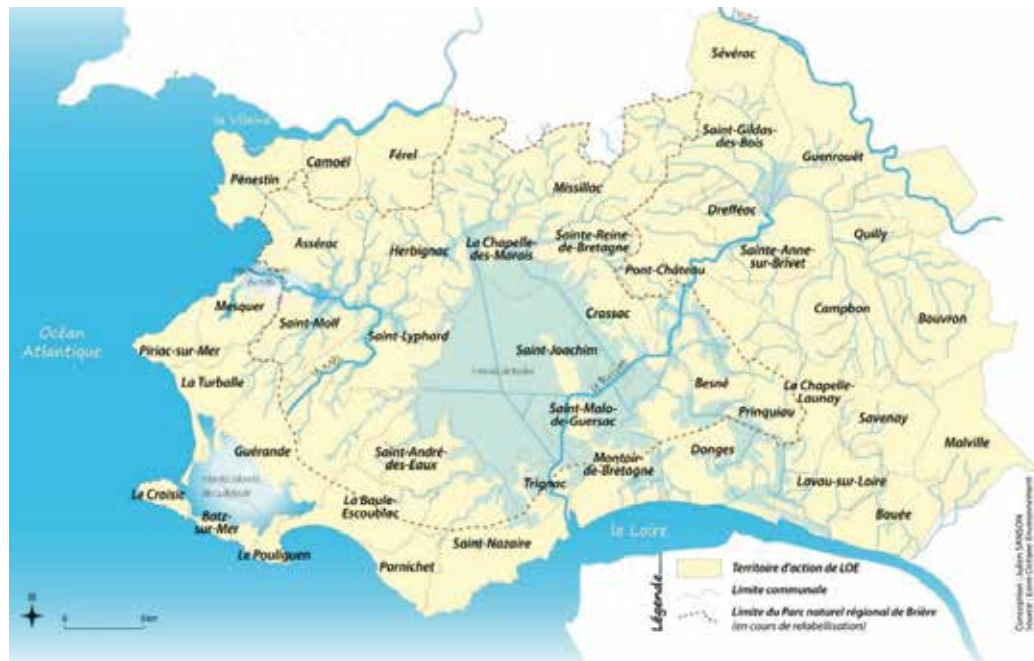 Sévérac
la Vilaine
Saint-Gildas-
des-Bois
Guenrouët
Camoël
Férel
Pénestin
Missillac
Drefféac
Assérac
Herbignac
La Chapelle-
des-Marais
Sainte-Reine-
de-Bretagne
Quilly
Sainte-Anne-
sur-Brivet
Pont-Château
Mesquer
Saint-Molf
Saint-Lyphard
Crossac
Campbon
Bouvron
Océan
Atlantique
Piriac-sur-Mer
Saint-Joachim
La Turballe
Besné
La Chapelle-
Launay
Saint-Malo-
de-Guersac
Prinquiau
Savenay
Guérande
Saint-André-
des-Eaux
Montoir-
de-Bretagne
Donges
Malville
Trignac
Lavau-sur-Loire
Le Croisic
La Baule-
Escoublac
Batz-
sur-Mer
Bouée
Le Pouliguen
Saint-Nazaire
la Loire
Pornichet
Légende
Territoire d'action de LOE
Limite communale
Limite du Parc naturel régional de Brière
(en cours de relabellisation)
Conception : Julien SANSON